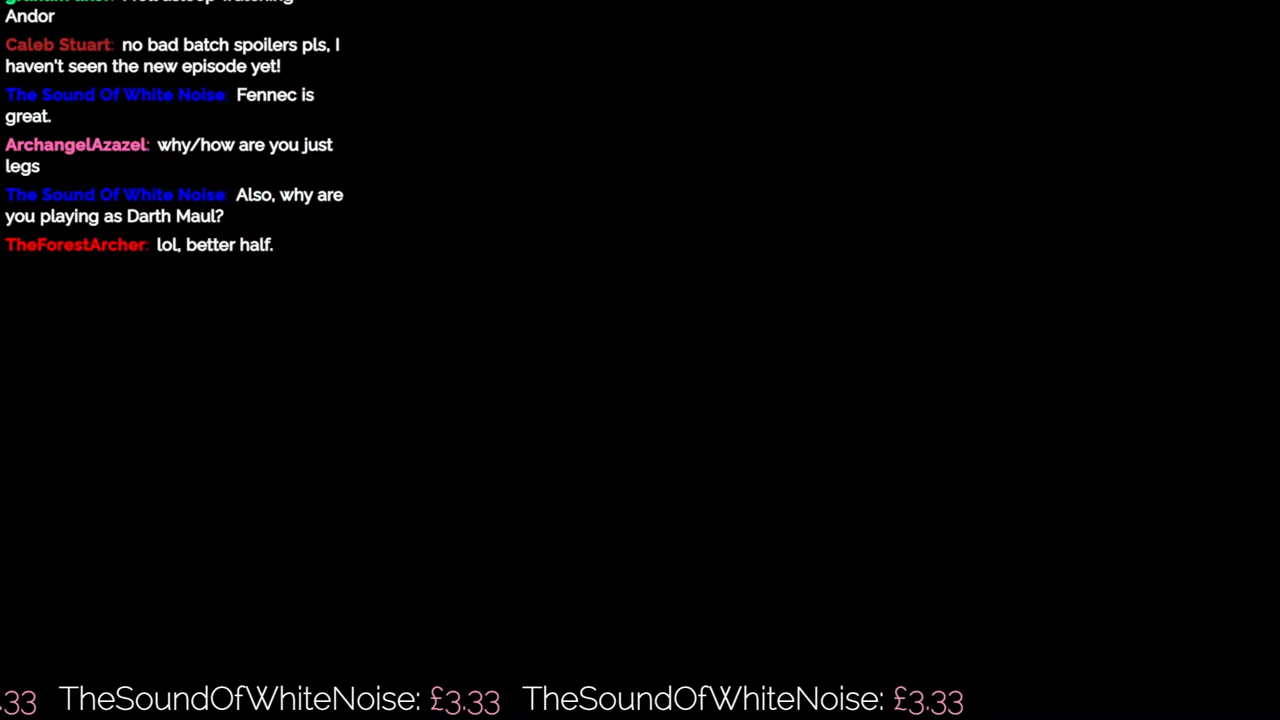 Andor
Caleb Stuart: no bad batch spoilers pls, I
haven't seen the new episode yet!
The Sound Of White Noise: Fennec is
great.
ArchangelAzazel: why/how are you just
legs
The Sound Of White Noise: Also, why are
you playing as Darth Maul?
TheForestArcher: lol, better half.
.33 TheSoundOfWhiteNoise: £3.33 TheSoundOfWhiteNoise: £3.33